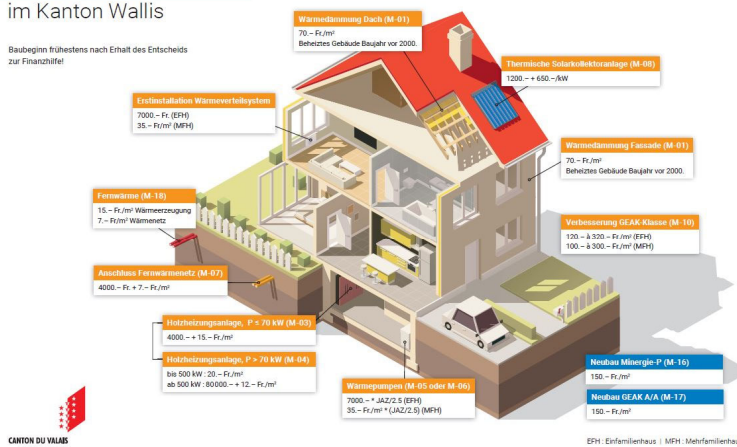 im Kanton Wallis
Baubeginn frühestens nach Erhalt des Entscheids
zur Finanzhilfe!
Wärmedämmung Dach (M-01)
70.– Fr./m²
Beheiztes Gebäude Baujahr vor 2000.
Thermische Solarkollektoranlage (M-08)
1200.– + 650.–/kW
Erstinstallation Wärmeverteilsystem
7000.– Fr. (EFH)
35.– Fr/m² (MFH)
Wärmedämmung Fassade (M-01)
70.– Fr./m²
Beheiztes Gebäude Baujahr vor 2000.
Fernwärme (M-18)
15.– Fr./m² Wärmeerzeugung
7.– Fr/m² Wärmenetz
Verbesserung GEAK-Klasse (M-10)
120.– à 320.– Fr./m² (EFH)
100.– à 300.– Fr./m² (MFH)
Anschluss Fernwärmenetz (M-07)
4000.– Fr. + 7.– Fr./m²
Holzheizungsanlage, P ≤ 70 kW (M-03)
4000.– + 15.– Fr./m²
Holzheizungsanlage, P > 70 kW (M-04)
bis 500 kW : 20.– Fr./m²
ab 500 kW : 80000.– + 12.– Fr./m²
Wärmepumpen (M-05 oder M-06)
7000.– * JAZ/2.5 (EFH)
35.– Fr/m² * (JAZ/2.5) (MFH)
Neubau Minergie-P (M-16)
150.– Fr./m²
Neubau GEAK A/A (M-17)
150.– Fr./m²
CANTON DU VALAIS
EFH : Einfamilienhaus | MFH : Mehrfamilienhau